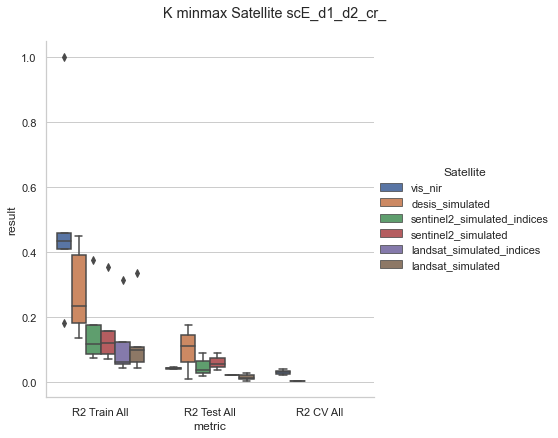 K minmax Satellite scE_d1_d2_cr_
1.0
0.8
0.6
0.4
0.2
0.0
result
R2 Train All
R2 Test All
R2 CV All
metric
Satellite
vis_nir
desis_simulated
sentinel2_simulated_indices
sentinel2_simulated
landsat_simulated_indices
landsat_simulated